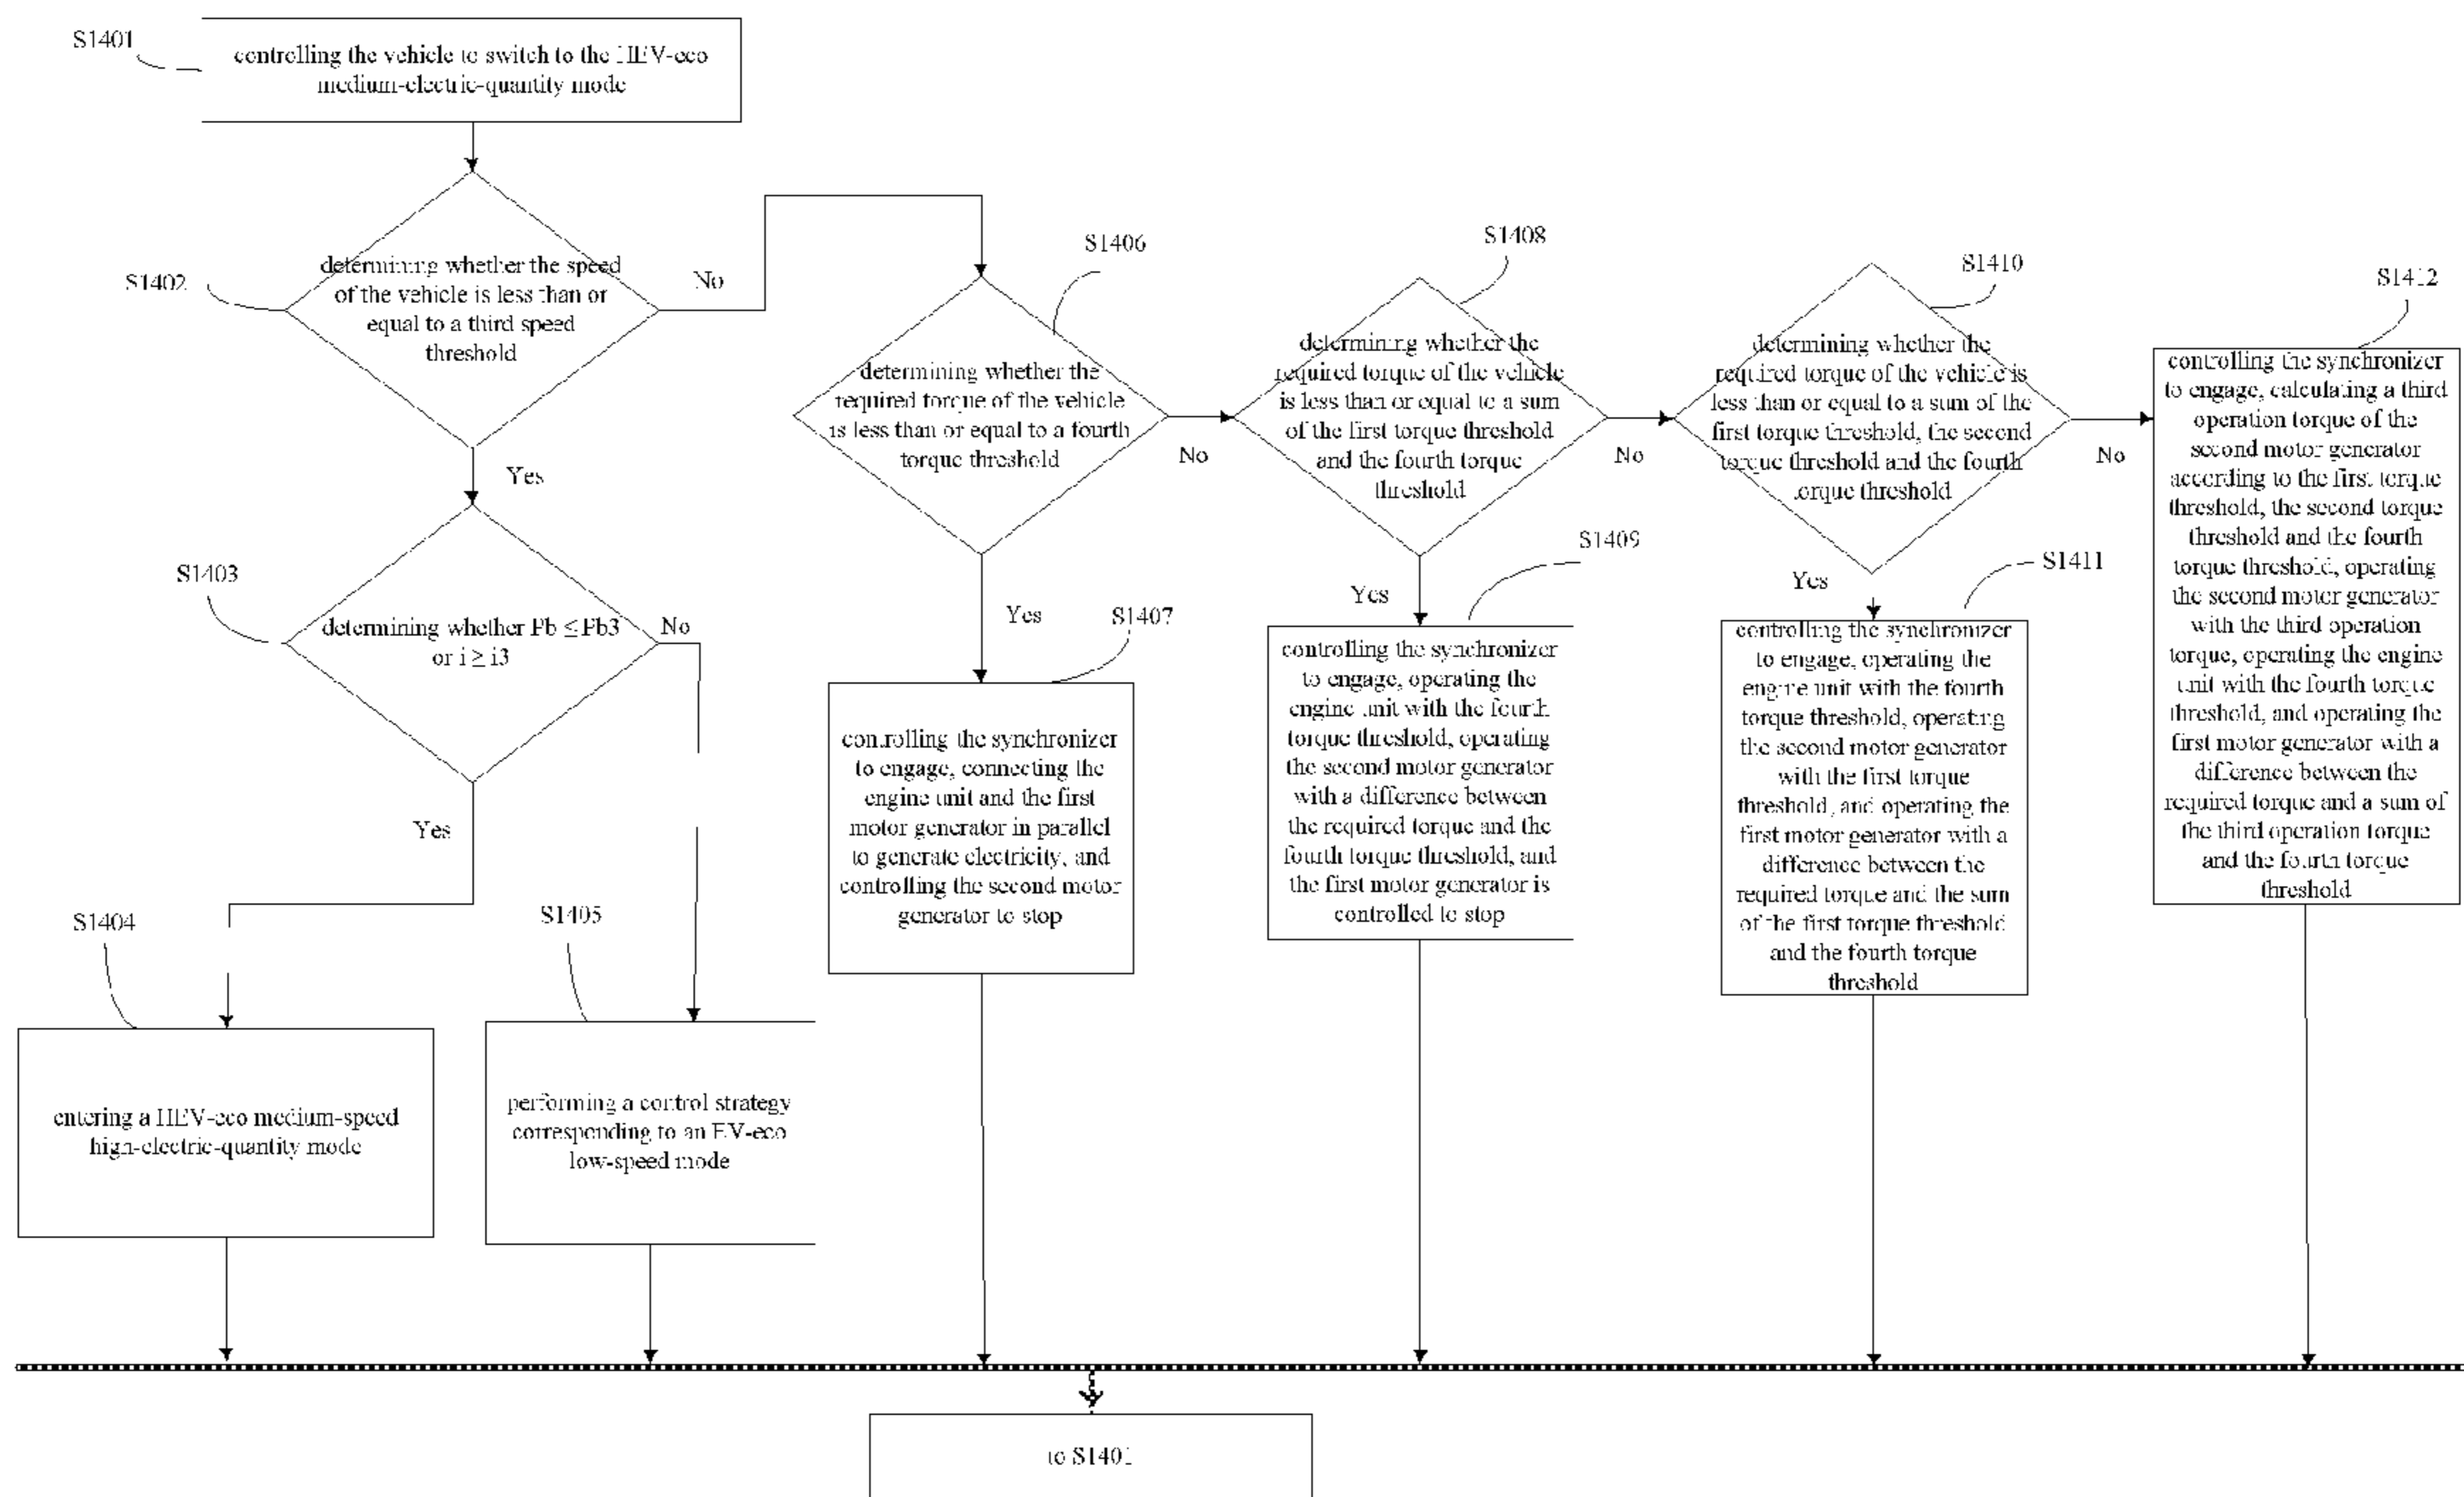 S1401
controlling the vehicle to switch to the HEV-eco
medium-electric-quantity mode
S1402
determining whether the speed
of the vehicle is less than or
equal to a third speed
threshold
No
Yes
S1403
determining whether Pb ≤ Pb3
or i ≥ i3
No
Yes
S1404
entering a HEV-eco medium-speed
high-electric-quantity mode
S1405
performing a control strategy
corresponding to an EV-eco
low-speed mode
S1406
determining whether the
required torque of the vehicle
is less than or equal to a fourth
torque threshold
No
Yes
S1407
controlling the synchronizer
to engage, connecting the
engine unit and the first
motor generator in parallel
to generate electricity, and
controlling the second motor
generator to stop
S1408
determining whether the
required torque of the vehicle
is less than or equal to a sum
of the first torque threshold
and the fourth torque
threshold
No
Yes
S1409
controlling the synchronizer
to engage, operating the
engine unit with the fourth
torque threshold, operating
the second motor generator
with a difference between
the required torque and the
fourth torque threshold, and
the first motor generator is
controlled to stop
S1410
determining whether the
required torque of the vehicle is
less than or equal to a sum of the
first torque threshold, the second
torque threshold and the fourth
torque threshold
No
Yes
S1411
controlling the synchronizer
to engage, operating the
engine unit with the fourth
torque threshold, operating
the second motor generator
with the first torque
threshold, and operating the
first motor generator with a
difference between the
required torque and the sum
of the first torque threshold
and the fourth torque
threshold
S1412
controlling the synchronizer
to engage, calculating a third
operation torque of the
second motor generator
according to the first torque
threshold, the second torque
threshold and the fourth
torque threshold, operating
the second motor generator
with the third operation
torque, operating the engine
unit with the fourth torque
threshold, and operating the
first motor generator with a
difference between the
required torque and a sum of
the third operation torque
and the fourth torque
threshold
to S1401